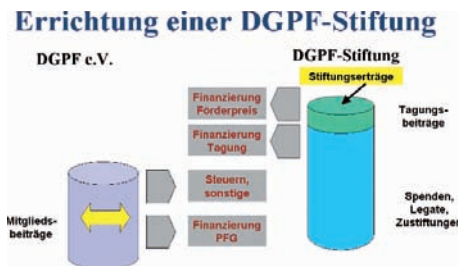 Errichtung einer DGPF-Stiftung
DGPF e.V.
DGPF-Stiftung
Stiftungserträge
Finanzierung
Förderpreis
Finanzierung
Tagung
Tagungs-
beiträge
Steuern,
sonstige
Mitglieds-
beiträge
Finanzierung
PFG
Spenden,
Legate,
Zustiftungen